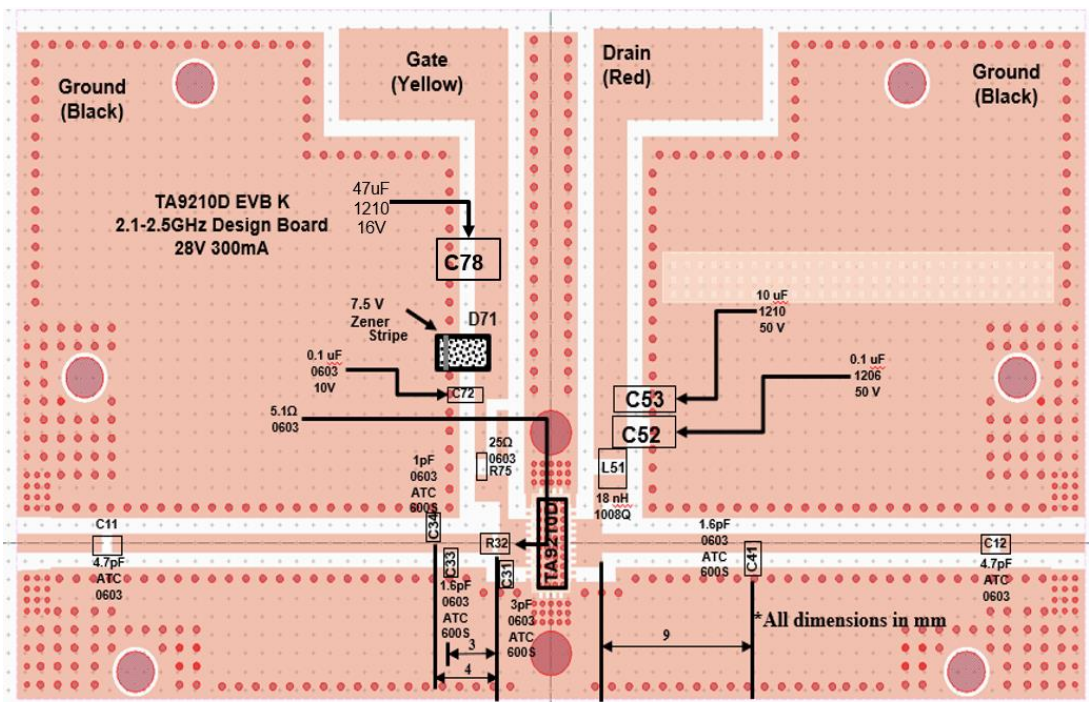 Ground
(Black)
Gate
(Yellow)
Drain
(Red)
Ground
(Black)
TA9210D EVB K
2.1-2.5GHz Design Board
28V 300mA
47uF
1210
16V
C78
7.5 V
Zener
Stripe
D71
0.1 uF
0603
10V
C72
5.1Ω
0603
25Ω
0603
R75
10 uF
1210
50 V
0.1 uF
1206
50 V
C53
C52
L51
18 nH
1008Q
1pF
0603
ATC
600S
C34
C11
4.7pF
ATC
0603
R32
C33
C31
1.6pF
0603
ATC
600S
3pF
0603
ATC
600S
TA9210D
1.6pF
0603
ATC
600S
C41
C12
4.7pF
ATC
0603
*All dimensions in mm
3
4
9